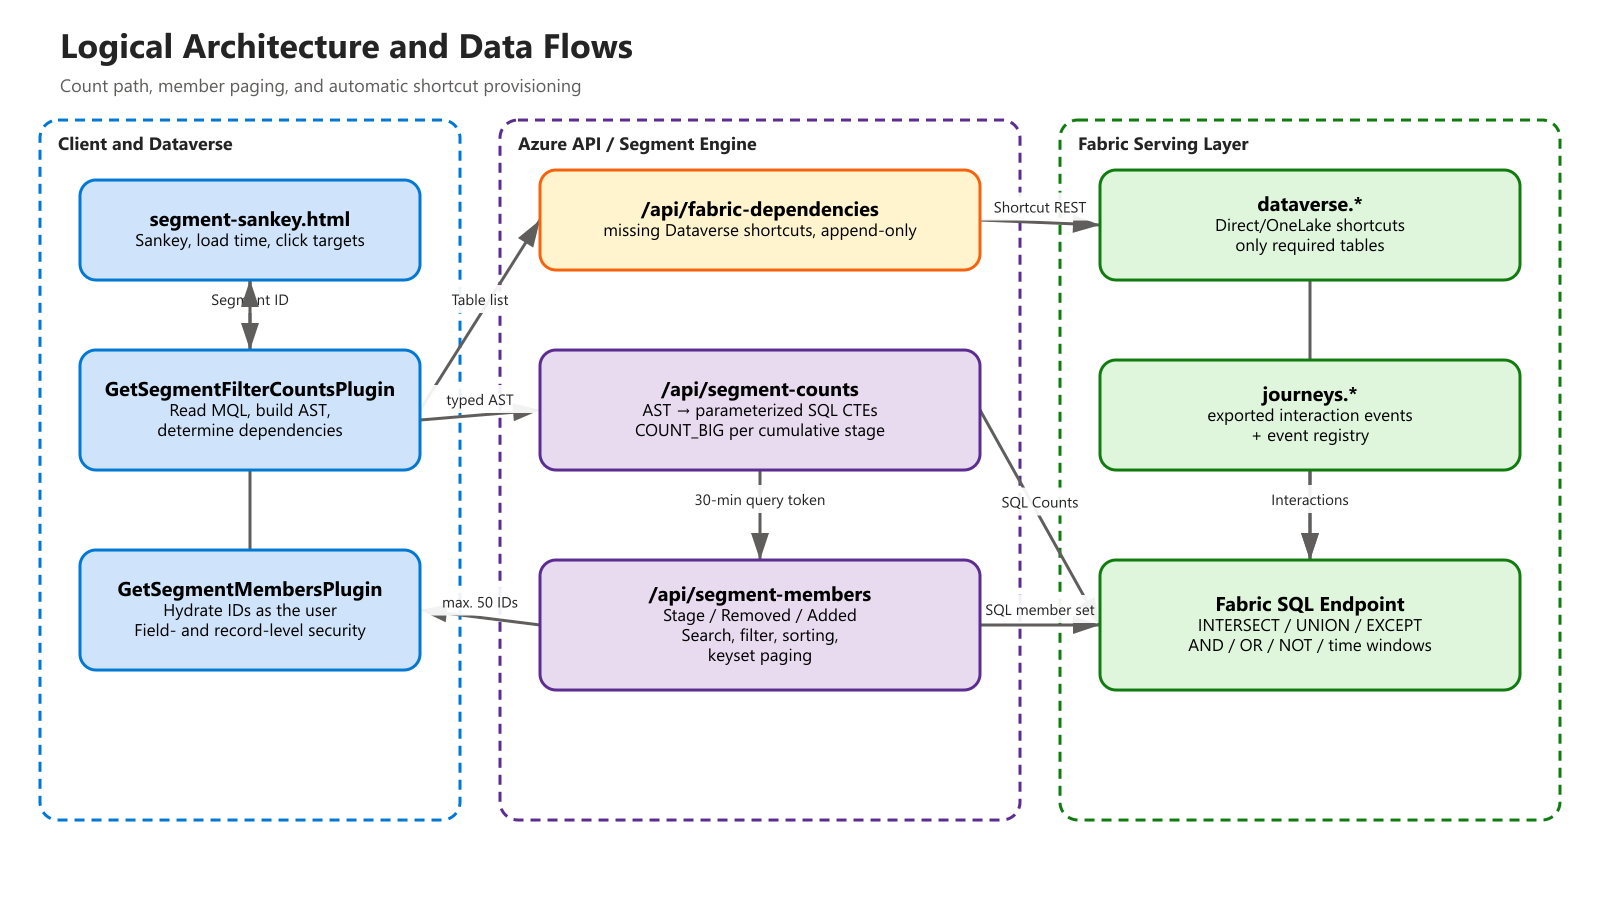 Logical Architecture and Data Flows
Count path, member paging, and automatic shortcut provisioning
Client and Dataverse
segment-sankey.html
Sankey, load time, click targets
Segment ID
GetSegmentFilterCountsPlugin
Read MQL, build AST,
determine dependencies
GetSegmentMembersPlugin
Hydrate IDs as the user
Field- and record-level security
Table list
typed AST
max. 50 IDs
Azure API / Segment Engine
/api/fabric-dependencies
missing Dataverse shortcuts, append-only
/api/segment-counts
AST → parameterized SQL CTEs
COUNT_BIG per cumulative stage
30-min query token
/api/segment-members
Stage / Removed / Added
Search, filter, sorting,
keyset paging
Shortcut REST
SQL Counts
SQL member set
Fabric Serving Layer
dataverse.*
Direct/OneLake shortcuts
only required tables
journeys.*
exported interaction events
+ event registry
Interactions
Fabric SQL Endpoint
INTERSECT / UNION / EXCEPT
AND / OR / NOT / time windows